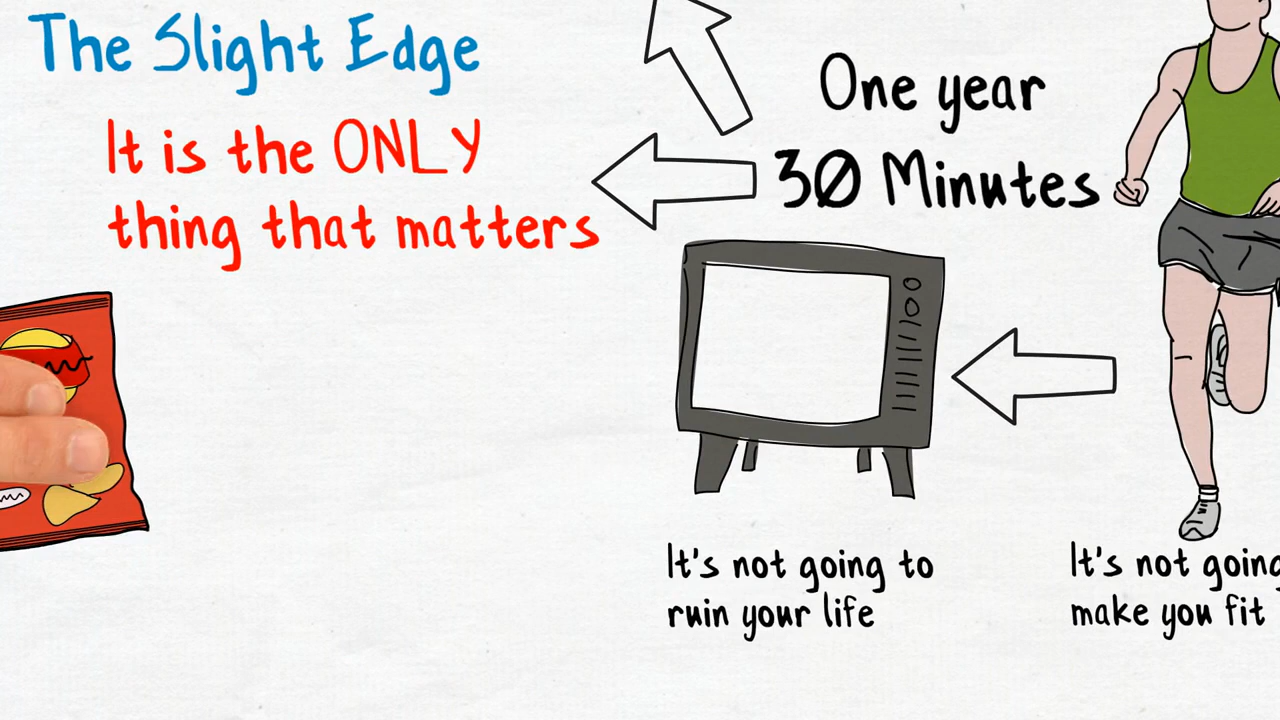 The Slight Edge
It is the ONLY
thing that matters
One year
30 Minutes
It's not going to
ruin your life
It's not going
make you fit